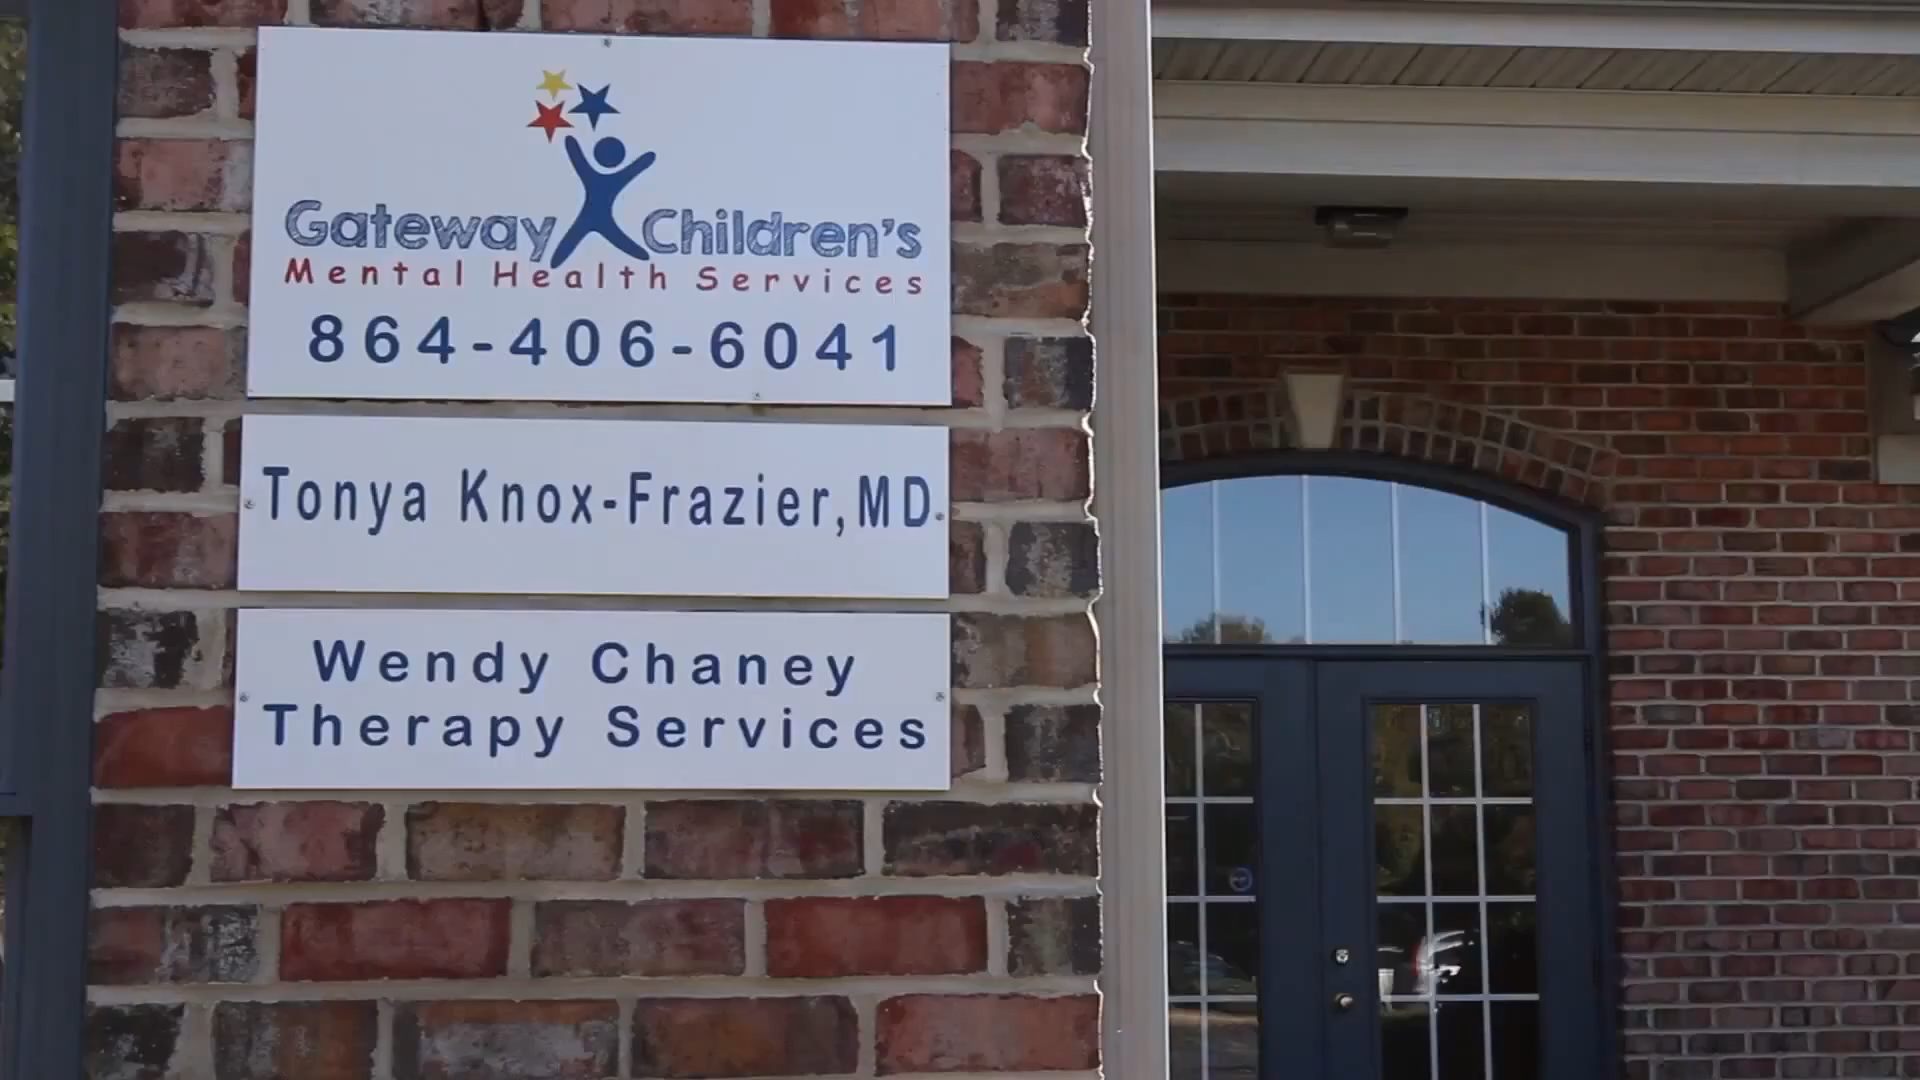 Gateway Children's
Mental Health Services
864-406-6041
Tonya Knox-Frazier, MD
Wendy Chaney
Therapy Services